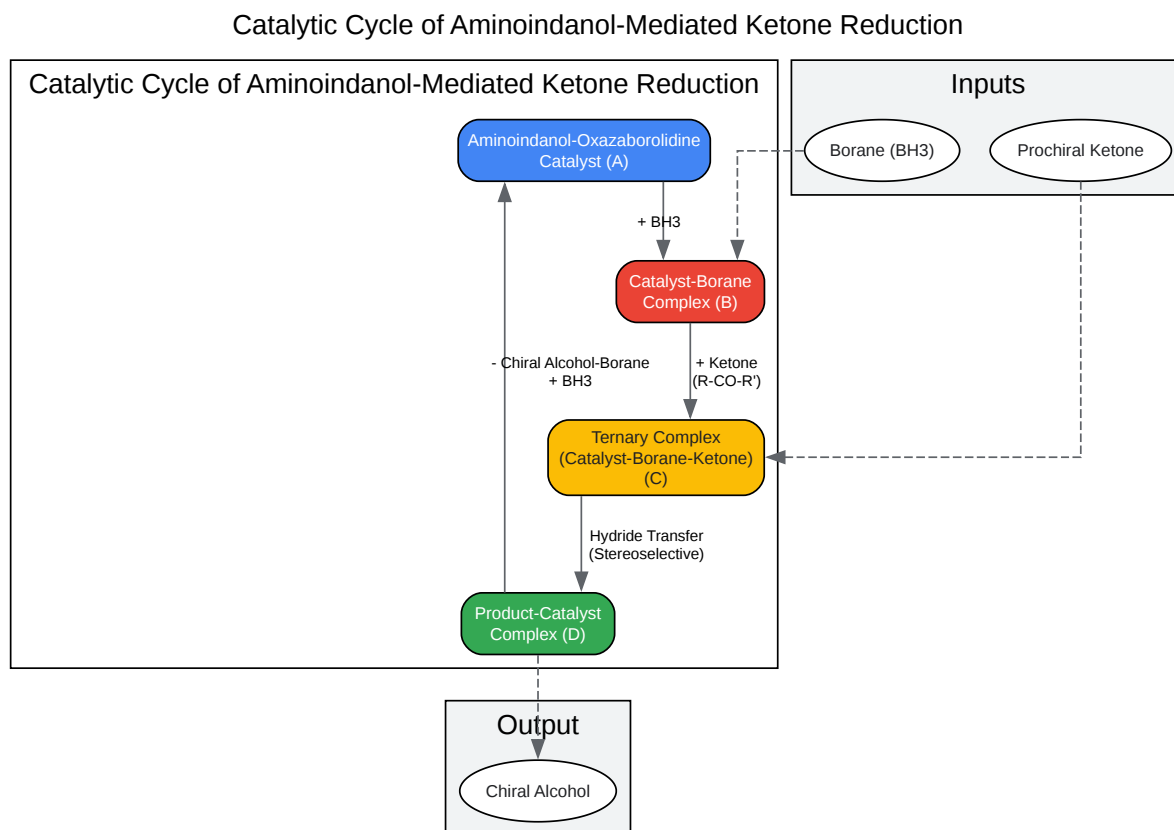 Catalytic Cycle of Aminoindanol-Mediated Ketone Reduction
Catalytic Cycle of Aminoindanol-Mediated Ketone Reduction
Inputs
Aminoindanol-Oxazaborolidine
Catalyst (A)
Borane (BH3)
Prochiral Ketone
+ BH3
Catalyst-Borane
Complex (B)
- Chiral Alcohol-Borane
+ BH3
+ Ketone
(R-CO-R')
Ternary Complex
(Catalyst-Borane-Ketone)
(C)
Hydride Transfer
(Stereoselective)
Product-Catalyst
Complex (D)
Output
Chiral Alcohol